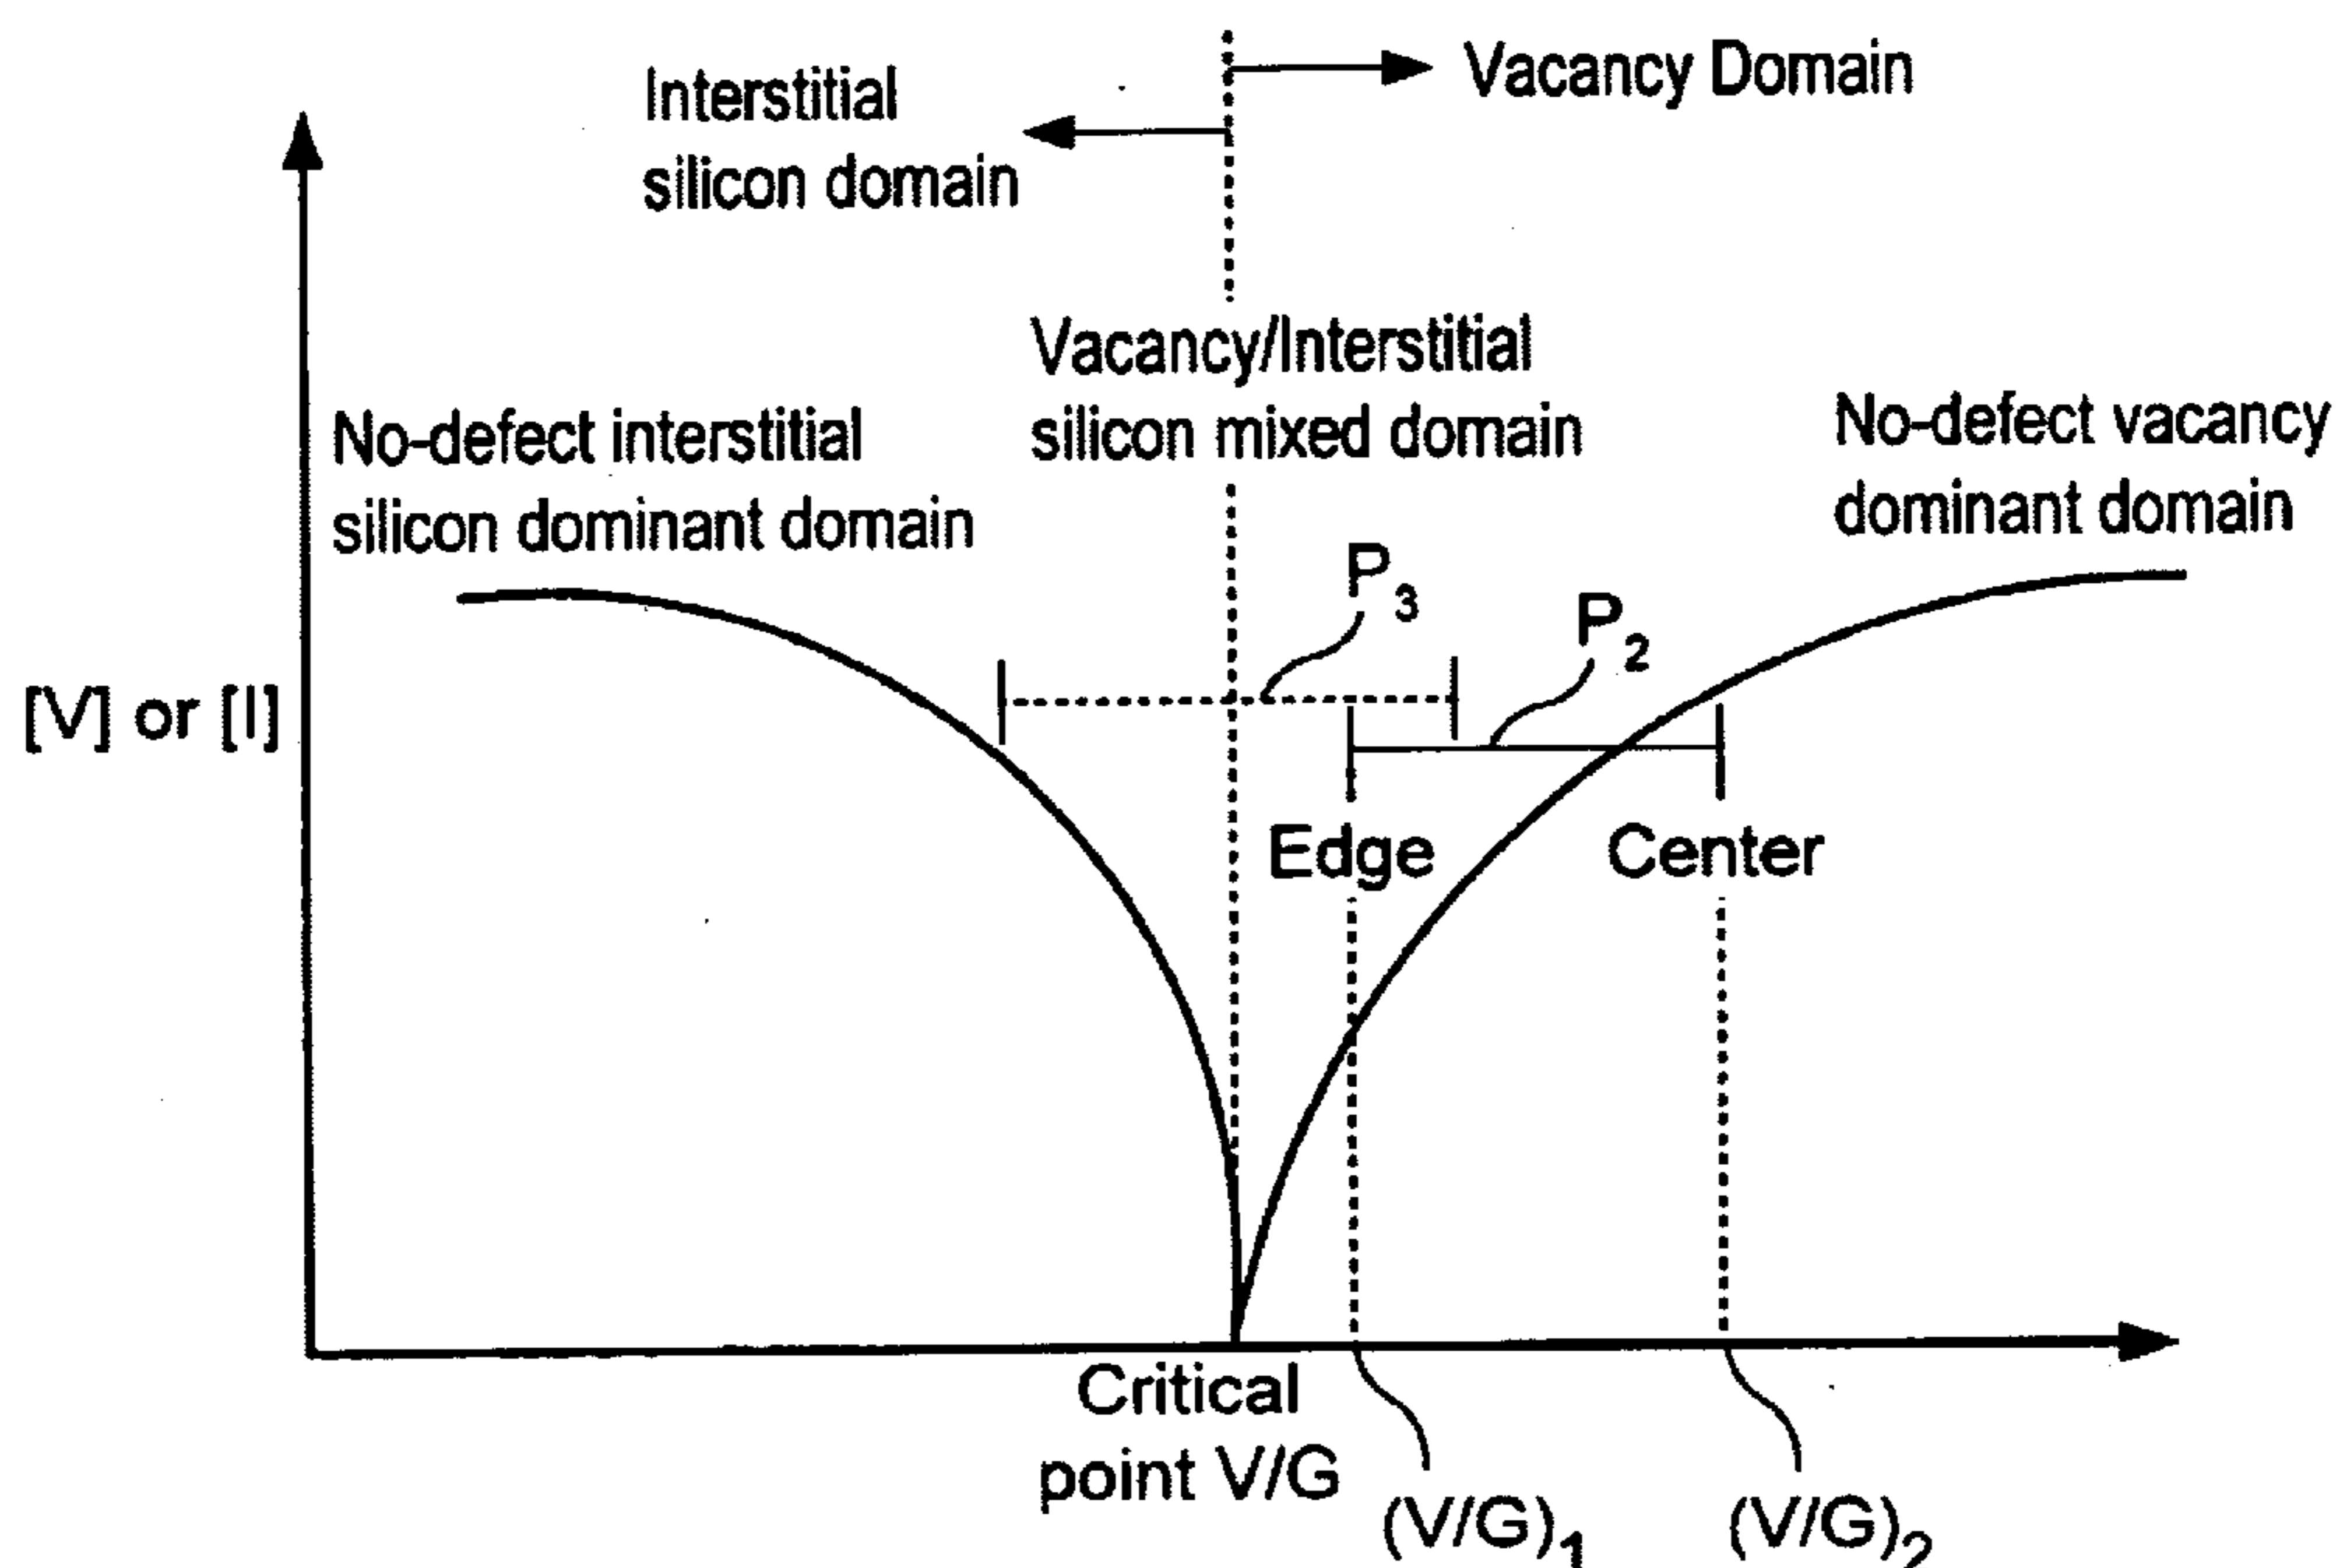 Interstitial
silicon domain
Vacancy Domain
Vacancy/Interstitial
silicon mixed domain
No-defect interstitial
silicon dominant domain
No-defect vacancy
dominant domain
P3
P2
[V] or [I]
Edge
Center
Critical
point V/G
(V/G)1
(V/G)2